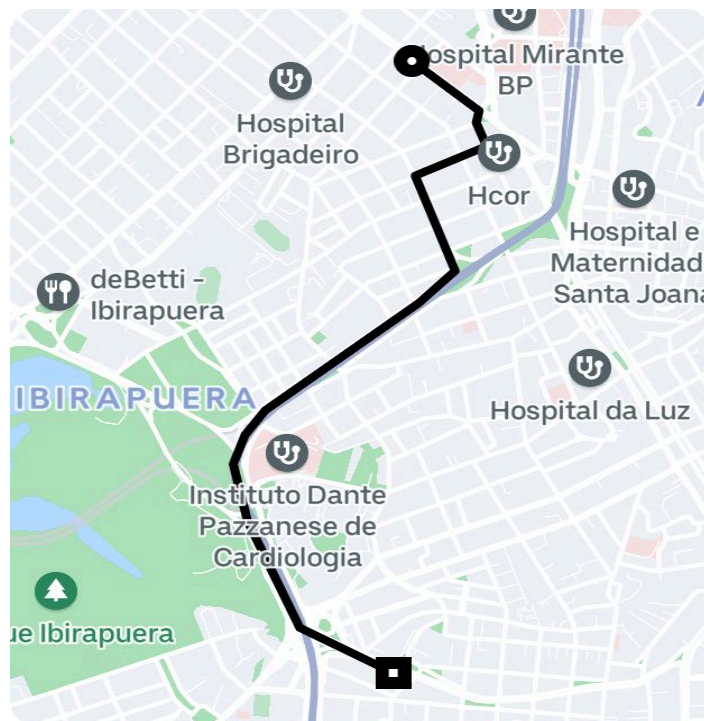 ospital Mirante
BP
Hospital
Brigadeiro
Hcor
Hospital e
Maternidad
Santa Joana
deBetti -
Ibirapuera
IBIRAPUERA
Hospital da Luz
Instituto Dante
Pazzanese de
Cardiologia
ue Ibirapuera